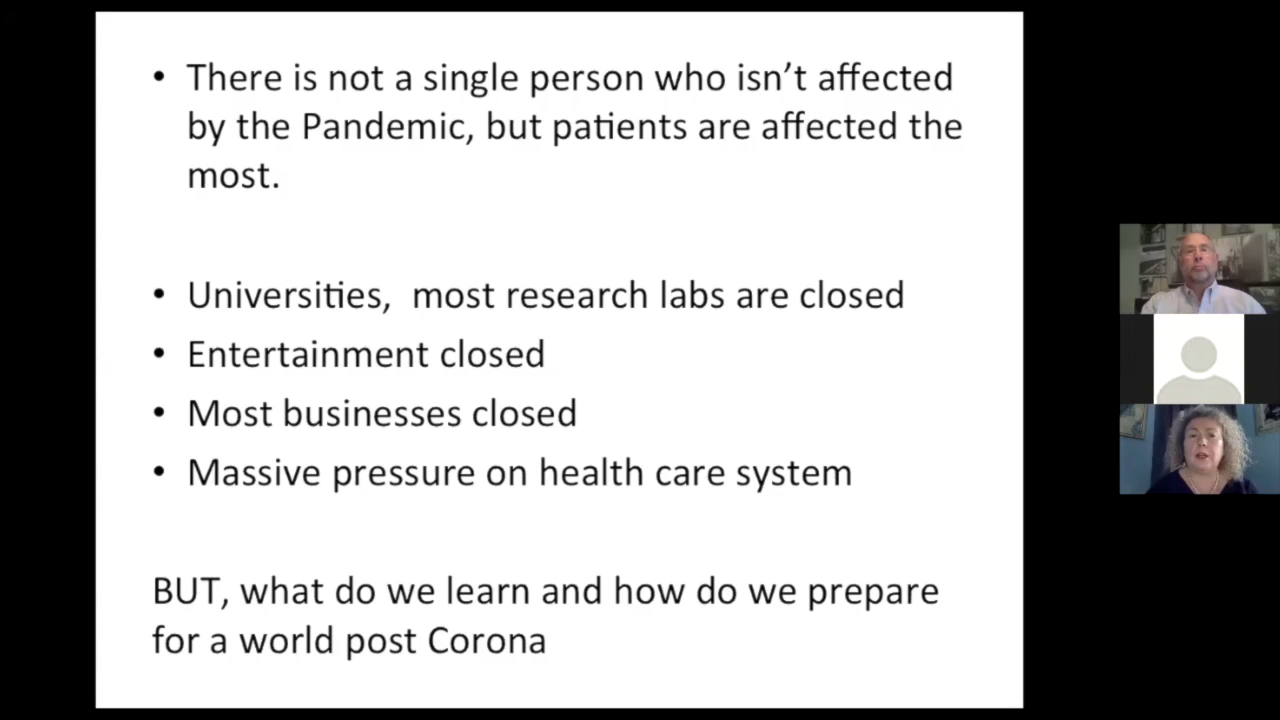 • There is not a single person who isn't affected
by the Pandemic, but patients are affected the
most.
• Universities,  most research labs are closed
• Entertainment closed
• Most businesses closed
• Massive pressure on health care system
BUT, what do we learn and how do we prepare
for a world post Corona